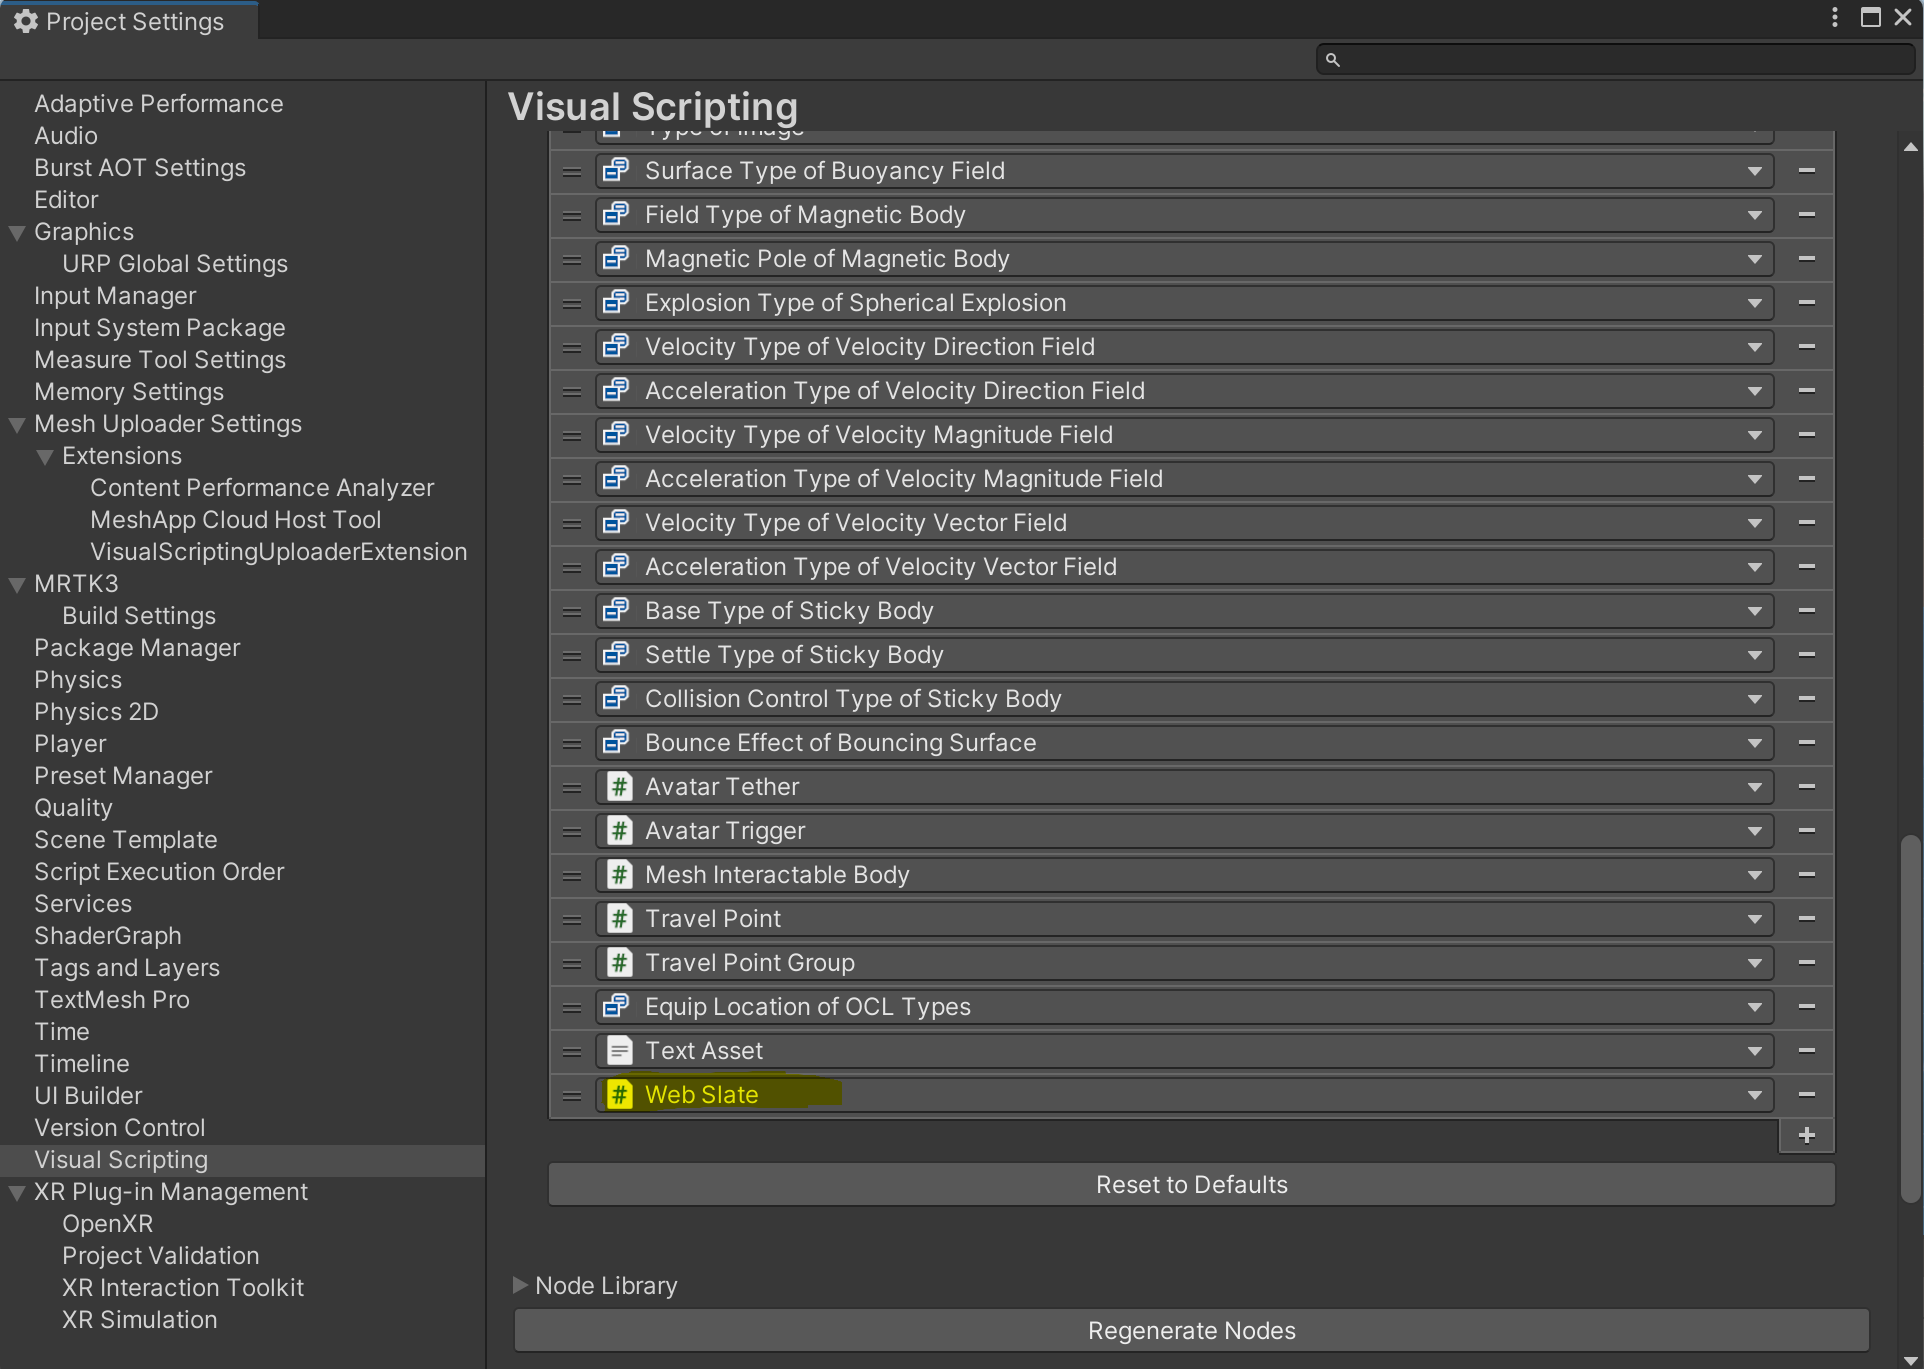 Project Settings
Adaptive Performance
Audio
Burst AOT Settings
Editor
Graphics
URP Global Settings
Input Manager
Input System Package
Measure Tool Settings
Memory Settings
Mesh Uploader Settings
Extensions
Content Performance Analyzer
MeshApp Cloud Host Tool
VisualScriptingUploaderExtension
MRTK3
Build Settings
Package Manager
Physics
Physics 2D
Player
Preset Manager
Quality
Scene Template
Script Execution Order
Services
ShaderGraph
Tags and Layers
TextMesh Pro
Time
Timeline
UI Builder
Version Control
Visual Scripting
XR Plug-in Management
OpenXR
Project Validation
XR Interaction Toolkit
XR Simulation
Visual Scripting
Type of Image
Surface Type of Buoyancy Field
Field Type of Magnetic Body
Magnetic Pole of Magnetic Body
Explosion Type of Spherical Explosion
Velocity Type of Velocity Direction Field
Acceleration Type of Velocity Direction Field
Velocity Type of Velocity Magnitude Field
Acceleration Type of Velocity Magnitude Field
Velocity Type of Velocity Vector Field
Acceleration Type of Velocity Vector Field
Base Type of Sticky Body
Settle Type of Sticky Body
Collision Control Type of Sticky Body
Bounce Effect of Bouncing Surface
# Avatar Tether
# Avatar Trigger
# Mesh Interactable Body
# Travel Point
# Travel Point Group
Equip Location of OCL Types
Text Asset
# Web Slate
Reset to Defaults
Node Library
Regenerate Nodes